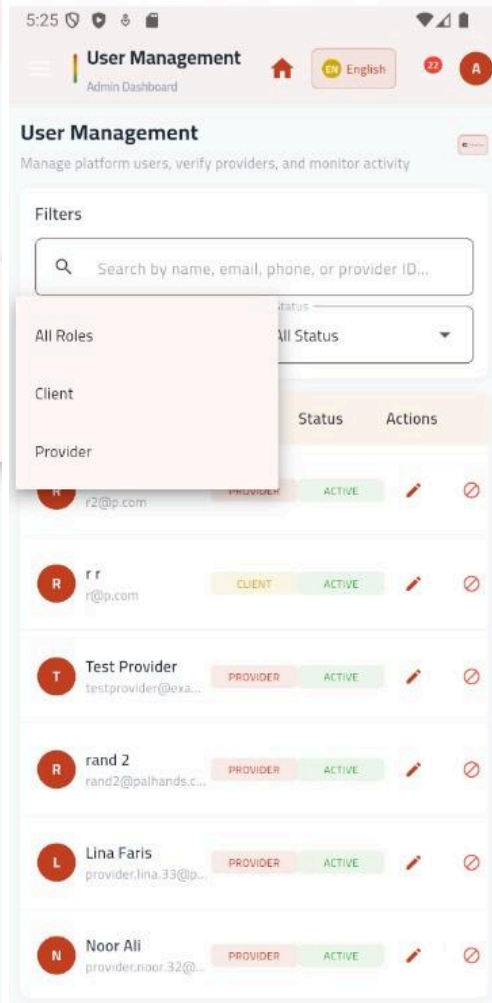 5:25
User Management
Admin Dashboard
EN English
22
A
User Management
Manage platform users, verify providers, and monitor activity
Filters
Search by name, email, phone, or provider ID...
Status
All Roles
All Status
Client
Status Actions
Provider
R PROVIDER ACTIVE
r2@p.com
R r r CLIENT ACTIVE
r@p.com
T Test Provider PROVIDER ACTIVE
testprovider@exa...
R rand 2 PROVIDER ACTIVE
rand2@palhands.c...
L Lina Faris PROVIDER ACTIVE
provider.lina.33@p...
N Noor Ali PROVIDER ACTIVE
provider.noor.32@...